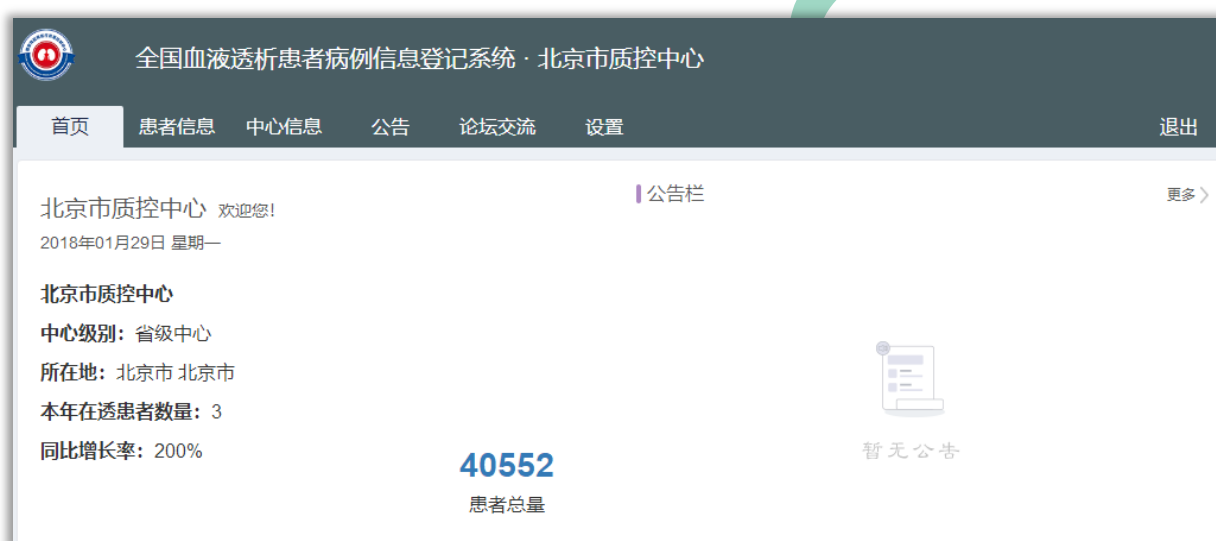 全国血液透析患者病例信息登记系统 · 北京市质控中心
首页 患者信息 中心信息 公告 论坛交流 设置 退出
北京市质控中心 欢迎您!
2018年01月29日 星期一
北京市质控中心
中心级别：省级中心
所在地：北京市 北京市
本年在透患者数量：3
同比增长率：200%
40552
患者总量
公告栏 更多
暂无公告